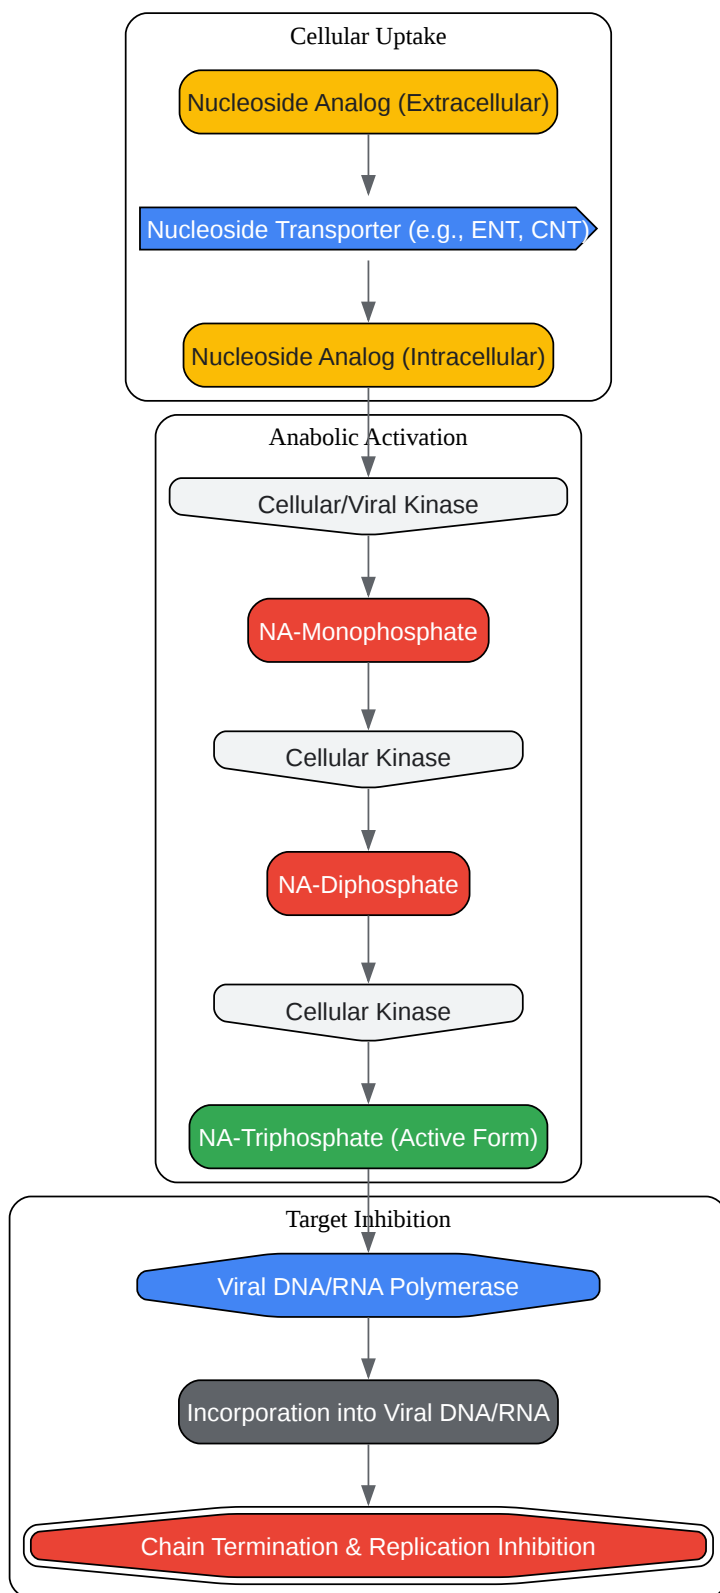 Cellular Uptake
Nucleoside Analog (Extracellular)
Nucleoside Transporter (e.g., ENT, CNT)
Nucleoside Analog (Intracellular)
Anabolic Activation
Cellular/Viral Kinase
NA-Monophosphate
Cellular Kinase
NA-Diphosphate
Cellular Kinase
NA-Triphosphate (Active Form)
Target Inhibition
Viral DNA/RNA Polymerase
Incorporation into Viral DNA/RNA
Chain Termination & Replication Inhibition